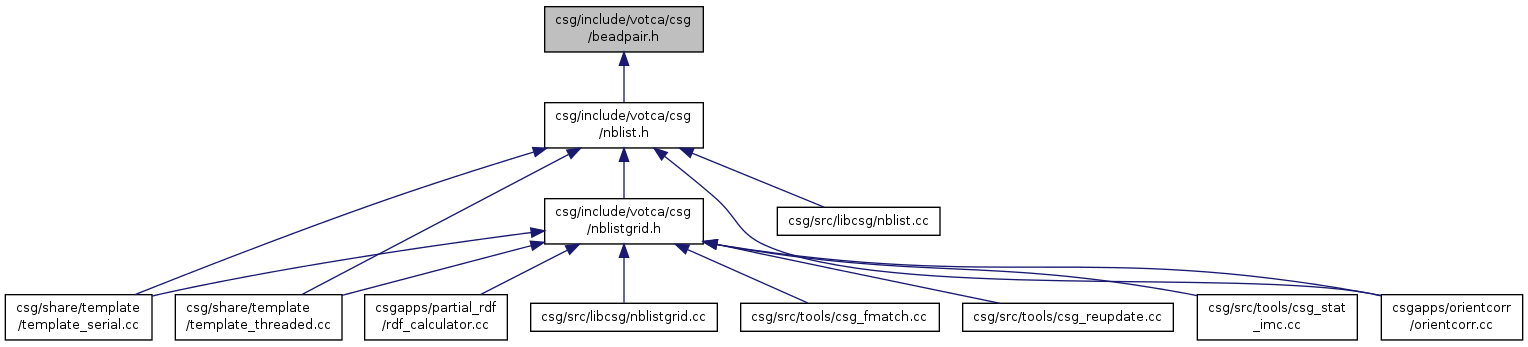 csg/include/votca/csg
/beadpair.h
csg/include/votca/csg
/nblist.h
csg/include/votca/csg
/nblistgrid.h
csg/src/libcsg/nblist.cc
csg/share/template
/template_serial.cc
csg/share/template
/template_threaded.cc
csgapps/partial_rdf
/rdf_calculator.cc
csg/src/libcsg/nblistgrid.cc
csg/src/tools/csg_fmatch.cc
csg/src/tools/csg_reupdate.cc
csg/src/tools/csg_stat
_imc.cc
csgapps/orientcorr
/orientcorr.cc